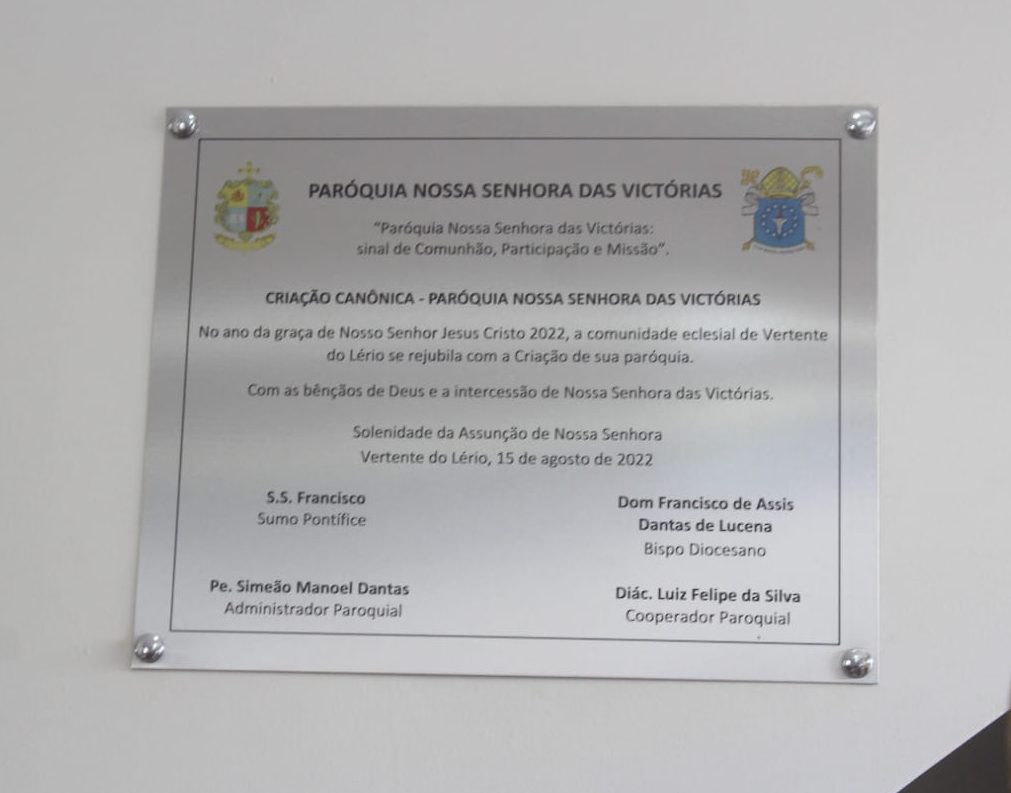 PARÓQUIA NOSSA SENHORA DAS VICTÓRIAS
"Paróquia Nossa Senhora das Victórias:
sinal de Comunhão, Participação e Missão".
CRIAÇÃO CANÔNICA - PARÓQUIA NOSSA SENHORA DAS VICTÓRIAS
No ano da graça de Nosso Senhor Jesus Cristo 2022, a comunidade eclesial de Vertente
do Lério se rejubila com a Criação de sua paróquia.
Com as bênçãos de Deus e a intercessão de Nossa Senhora das Victórias.
Solenidade da Assunção de Nossa Senhora
Vertente do Lério, 15 de agosto de 2022
S.S. Francisco
Sumo Pontífice
Dom Francisco de Assis
Dantas de Lucena
Bispo Diocesano
Pe. Simeão Manoel Dantas
Administrador Paroquial
Diác. Luiz Felipe da Silva
Cooperador Paroquial